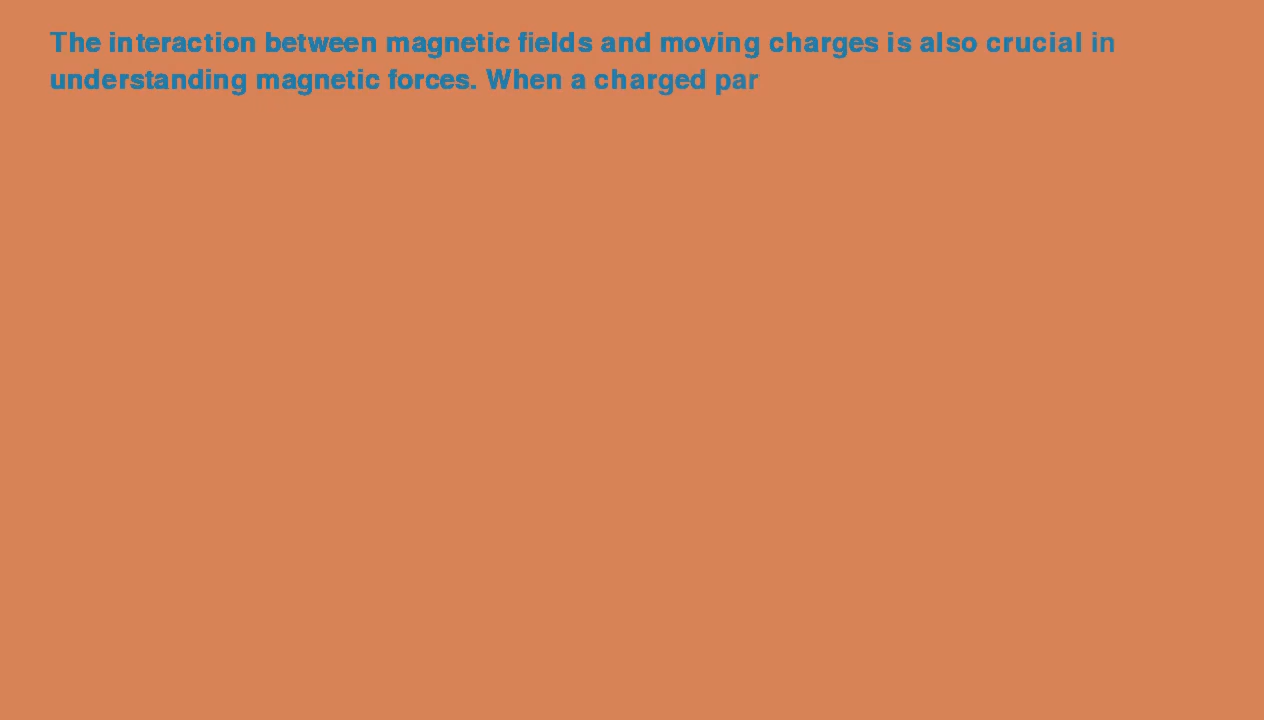 The interaction between magnetic fields and moving charges is also crucial in
understanding magnetic forces. When a charged par